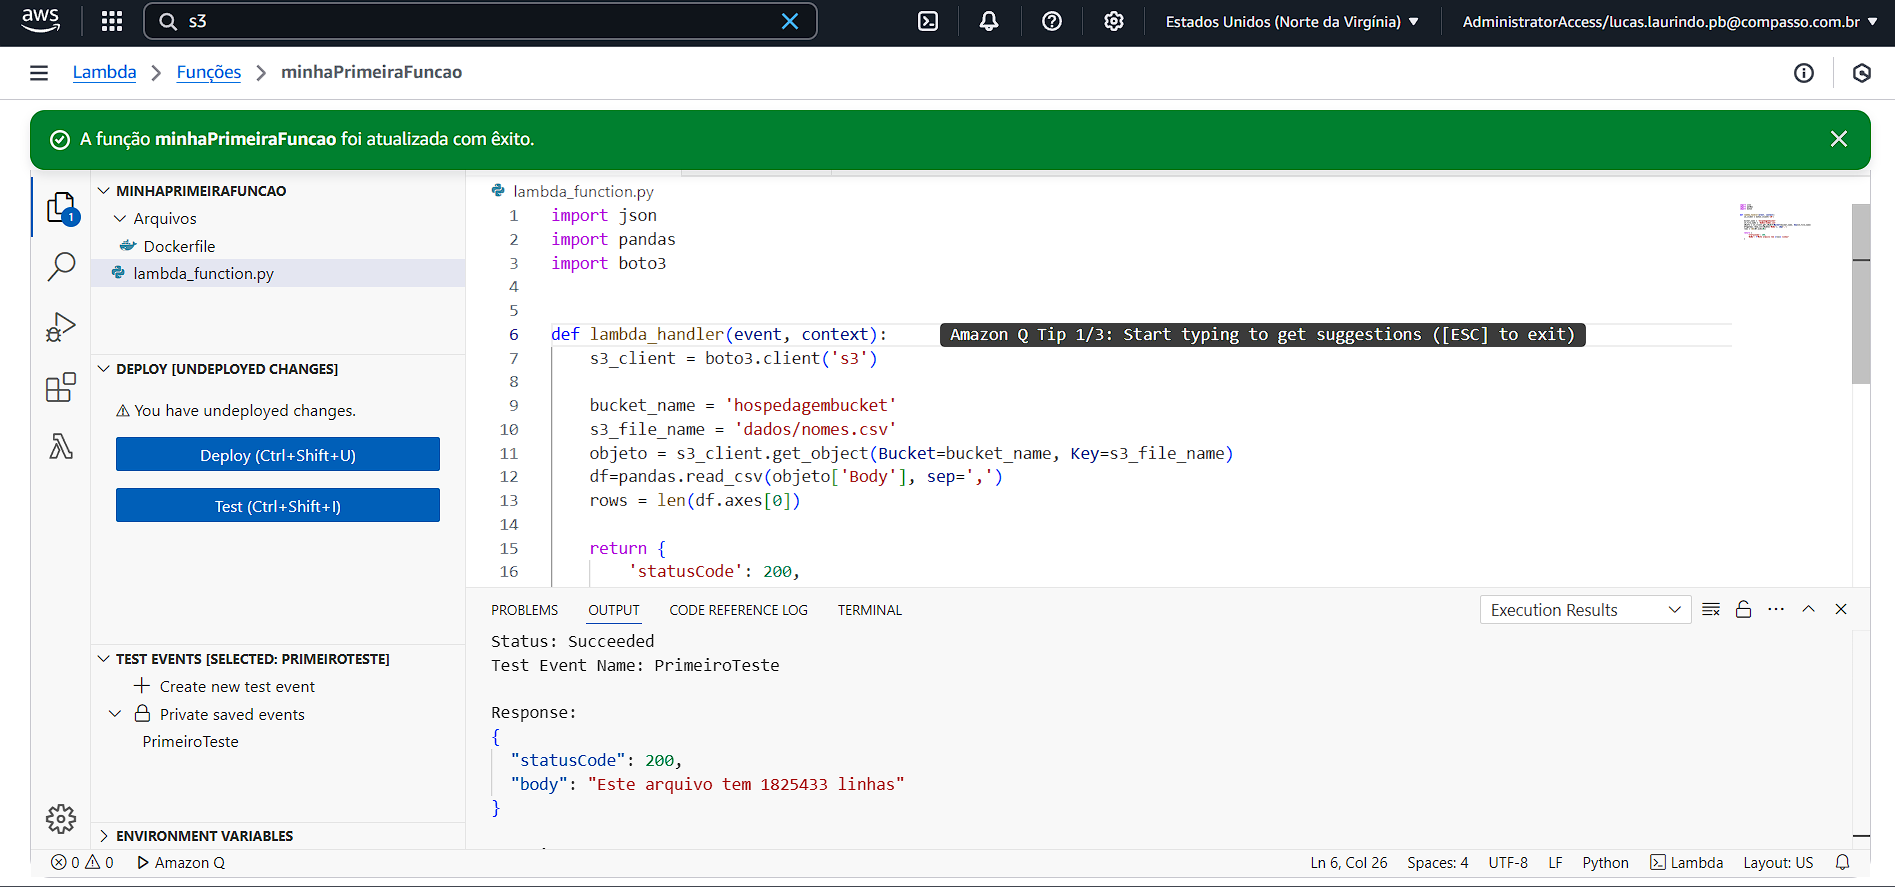 aws
s3
Estados Unidos (Norte da Virgínia)
AdministratorAccess/lucas.laurindo.pb@compasso.com.br
Lambda
Funções
minhaPrimeiraFuncao
A função minhaPrimeiraFuncao foi atualizada com êxito.
1
MINHAPRIMEIRAFUNCAO
Arquivos
Dockerfile
lambda_function.py
DEPLOY [UNDEPLOYED CHANGES]
You have undeployed changes.
Deploy (Ctrl+Shift+U)
Test (Ctrl+Shift+I)
TEST EVENTS [SELECTED: PRIMEIROTESTE]
Create new test event
Private saved events
PrimeiroTeste
ENVIRONMENT VARIABLES
lambda_function.py
1 import json
2 import pandas
3 import boto3
4
5
6 def lambda_handler(event, context): Amazon Q Tip 1/3: Start typing to get suggestions ([ESC] to exit)
7 s3_client = boto3.client('s3')
8
9 bucket_name = 'hospedagembucket'
10 s3_file_name = 'dados/nomes.csv'
11 objeto = s3_client.get_object(Bucket=bucket_name, Key=s3_file_name)
12 df=pandas.read_csv(objeto['Body'], sep=',')
13 rows = len(df.axes[0])
14
15 return {
16 'statusCode': 200,
PROBLEMS OUTPUT CODE REFERENCE LOG TERMINAL
Execution Results
Status: Succeeded
Test Event Name: PrimeiroTeste
Response:
{
"statusCode": 200,
"body": "Este arquivo tem 1825433 linhas"
}
0 0 Amazon Q
Ln 6, Col 26 Spaces: 4 UTF-8 LF Python Lambda Layout: US